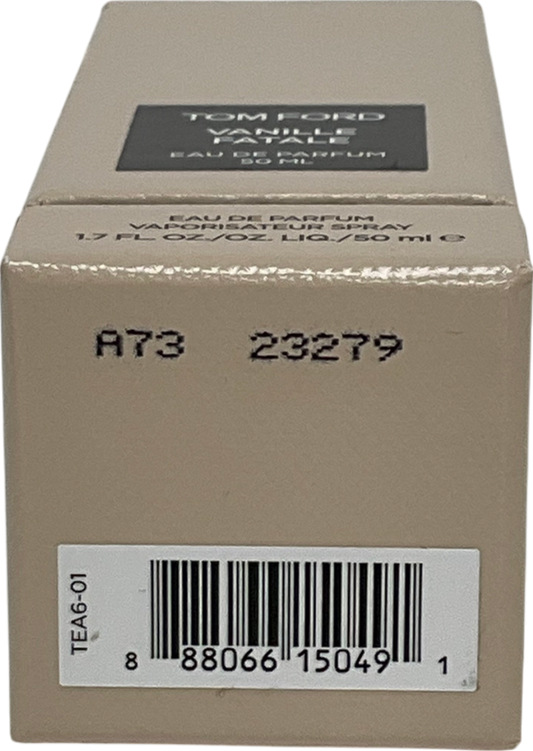 TOM FORD
VANILLE
FATALE
EAU DE PARFUM
50 ML
EAU DE PARFUM
VAPORISATEUR SPRAY
1.7 FL. OZ./OZ. LIQ./50 ml ℮
A73 23279
TEA6-01
8 88066 15049 1